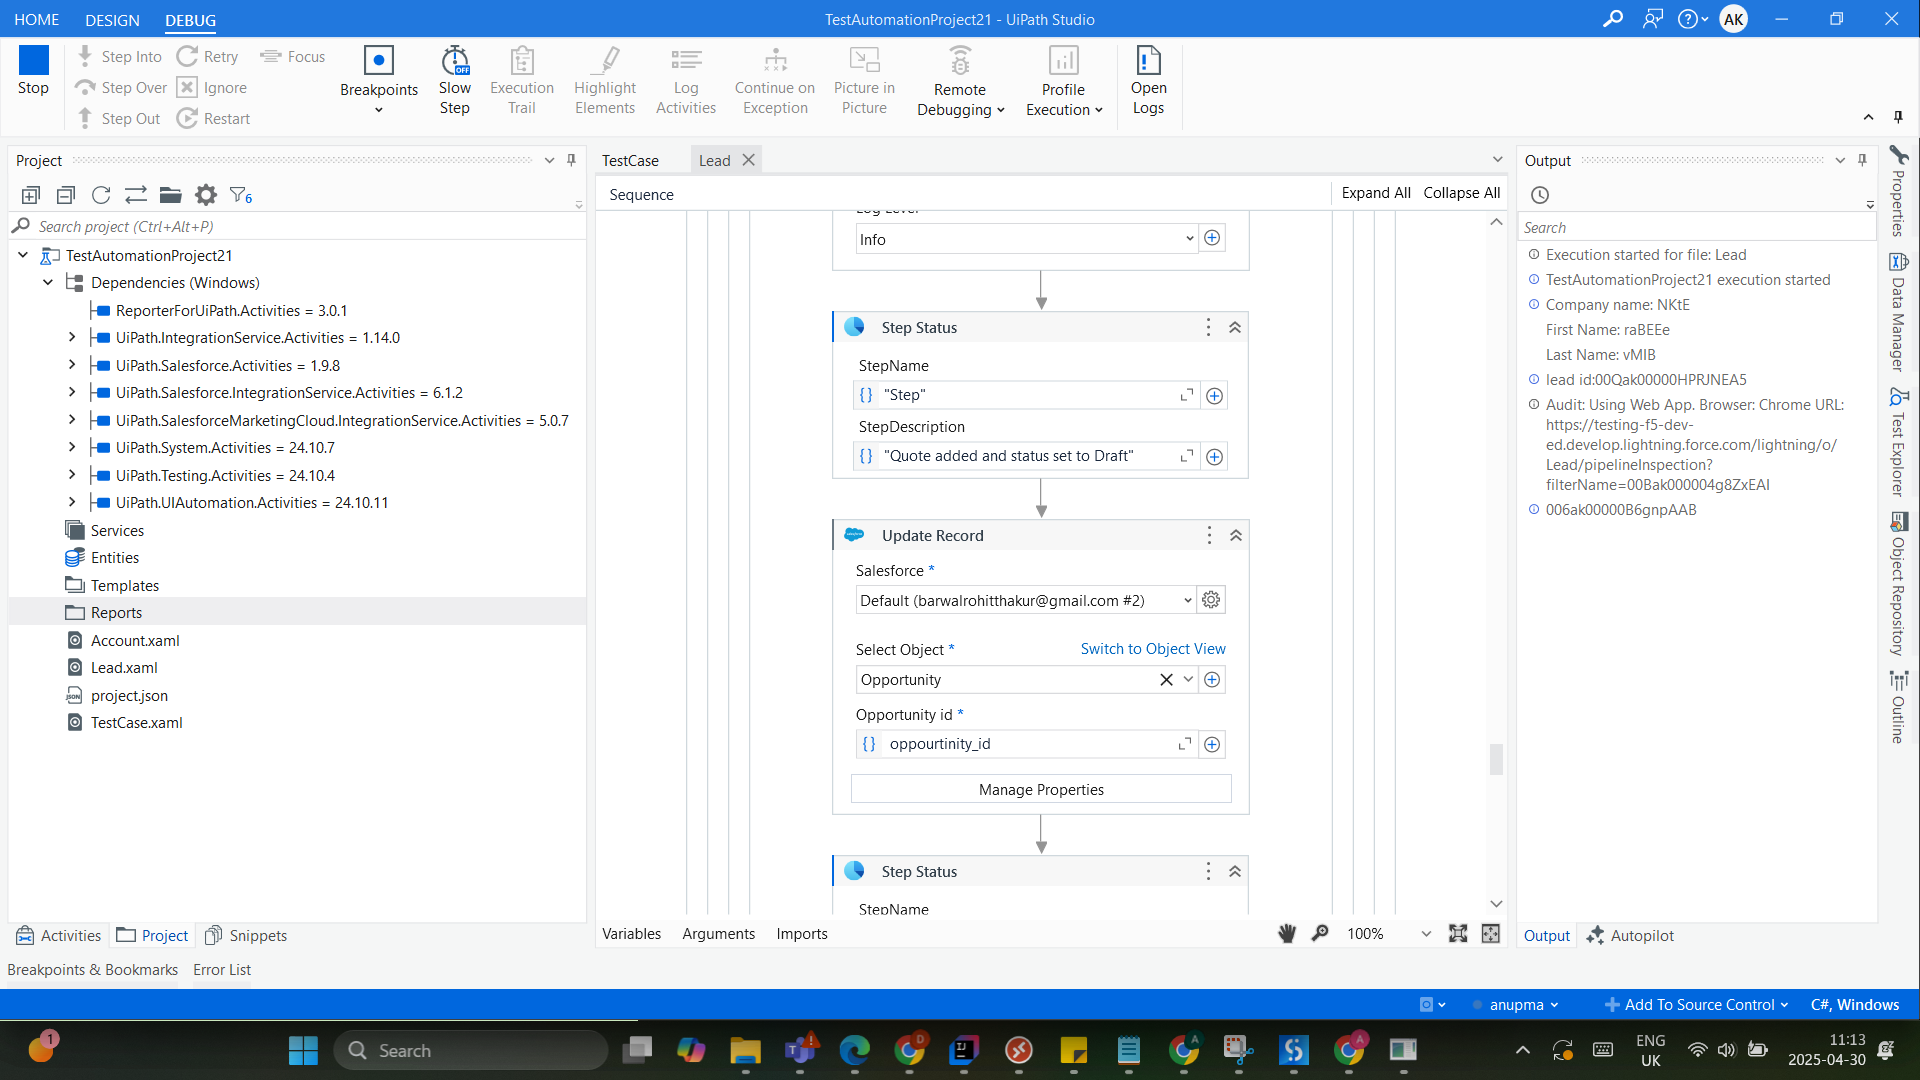 HOME DESIGN DEBUG
TestAutomationProject21 - UiPath Studio
AK
Stop
Step Into
Step Over
Step Out
Retry
Ignore
Restart
Focus
Breakpoints
OFF
Slow
Step
Execution
Trail
Highlight
Elements
Log
Activities
Continue on
Exception
Picture in
Picture
Remote
Debugging
Profile
Execution
Open
Logs
Project
6
Search project (Ctrl+Alt+P)
TestAutomationProject21
Dependencies (Windows)
ReporterForUiPath.Activities = 3.0.1
UiPath.IntegrationService.Activities = 1.14.0
UiPath.Salesforce.Activities = 1.9.8
UiPath.Salesforce.IntegrationService.Activities = 6.1.2
UiPath.SalesforceMarketingCloud.IntegrationService.Activities = 5.0.7
UiPath.System.Activities = 24.10.7
UiPath.Testing.Activities = 24.10.4
UiPath.UIAutomation.Activities = 24.10.11
Services
Entities
Templates
Reports
Account.xaml
Lead.xaml
JSON project.json
TestCase.xaml
Activities Project Snippets
Breakpoints & Bookmarks Error List
TestCase Lead
Sequence
Expand All Collapse All
Log Level
Info
Step Status
StepName
{} "Step"
StepDescription
{} "Quote added and status set to Draft"
Update Record
Salesforce *
Default (barwalrohitthakur@gmail.com #2)
Select Object *
Switch to Object View
Opportunity
Opportunity id *
{} oppourtinity_id
Manage Properties
Step Status
StepName
Variables Arguments Imports
100%
Output
Search
Execution started for file: Lead
TestAutomationProject21 execution started
Company name: NKtE
First Name: raBEEe
Last Name: vMIB
lead id:00Qak00000HPRJNEA5
Audit: Using Web App. Browser: Chrome URL:
https://testing-f5-dev-
ed.develop.lightning.force.com/lightning/o/
Lead/pipelineInspection?
filterName=00Bak000004g8ZxEAI
006ak00000B6gnpAAB
Output Autopilot
Properties
Data Manager
Test Explorer
Object Repository
Outline
anupma
Add To Source Control
C#, Windows
1
Search
D
A
A
ENG
UK
11:13
2025-04-30